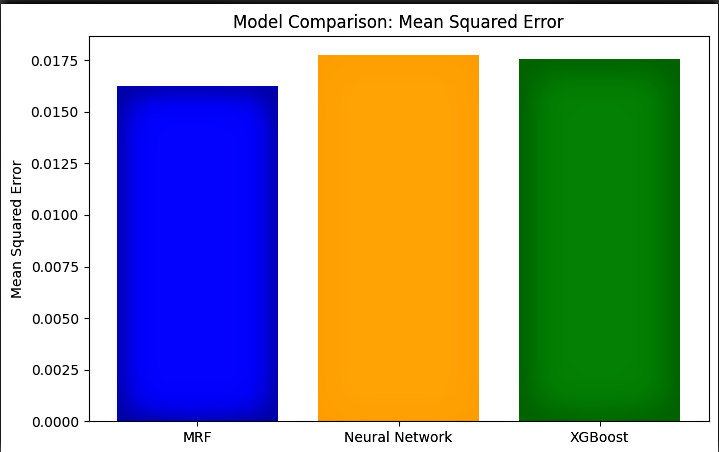 Model Comparison: Mean Squared Error
Mean Squared Error
0.0175
0.0150
0.0125
0.0100
0.0075
0.0050
0.0025
0.0000
MRF
Neural Network
XGBoost